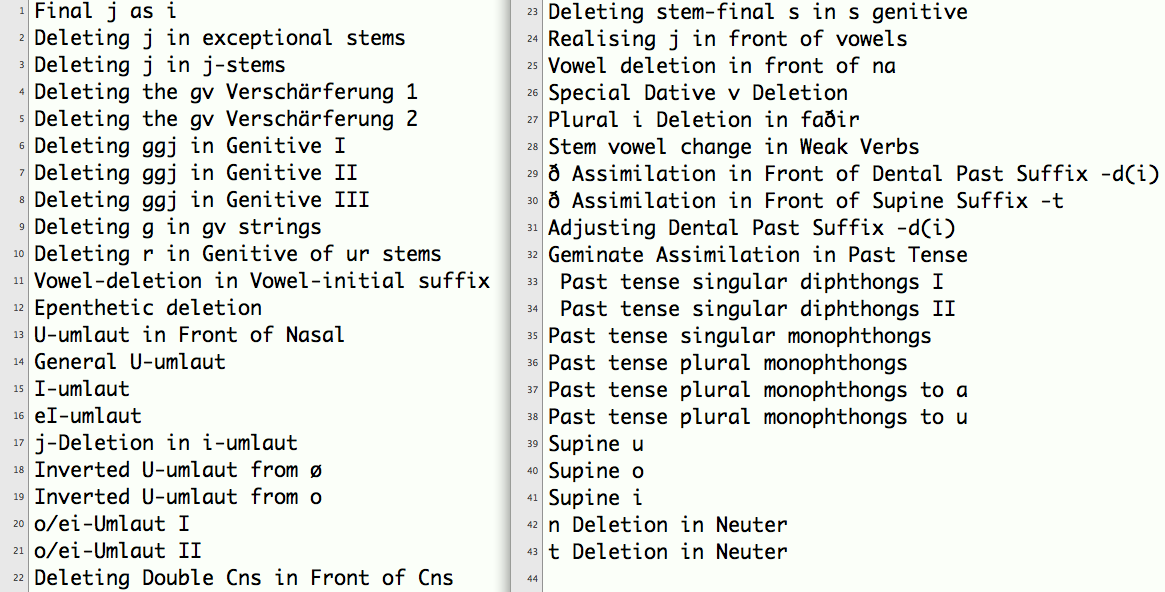 1 Final j as i
2 Deleting j in exceptional stems
3 Deleting j in j-stems
4 Deleting the gv Verschärferung 1
5 Deleting the gv Verschärferung 2
6 Deleting ggj in Genitive I
7 Deleting ggj in Genitive II
8 Deleting ggj in Genitive III
9 Deleting g in gv strings
10 Deleting r in Genitive of ur stems
11 Vowel-deletion in Vowel-initial suffix
12 Epenthetic deletion
13 U-umlaut in Front of Nasal
14 General U-umlaut
15 I-umlaut
16 eI-umlaut
17 j-Deletion in i-umlaut
18 Inverted U-umlaut from ø
19 Inverted U-umlaut from o
20 o/ei-Umlaut I
21 o/ei-Umlaut II
22 Deleting Double Cns in Front of Cns
23 Deleting stem-final s in s genitive
24 Realising j in front of vowels
25 Vowel deletion in front of na
26 Special Dative v Deletion
27 Plural i Deletion in faðir
28 Stem vowel change in Weak Verbs
29 ð Assimilation in Front of Dental Past Suffix -d(i)
30 ð Assimilation in Front of Supine Suffix -t
31 Adjusting Dental Past Suffix -d(i)
32 Geminate Assimilation in Past Tense
33 Past tense singular diphthongs I
34 Past tense singular diphthongs II
35 Past tense singular monophthongs
36 Past tense plural monophthongs
37 Past tense plural monophthongs to a
38 Past tense plural monophthongs to u
39 Supine u
40 Supine o
41 Supine i
42 n Deletion in Neuter
43 t Deletion in Neuter
44